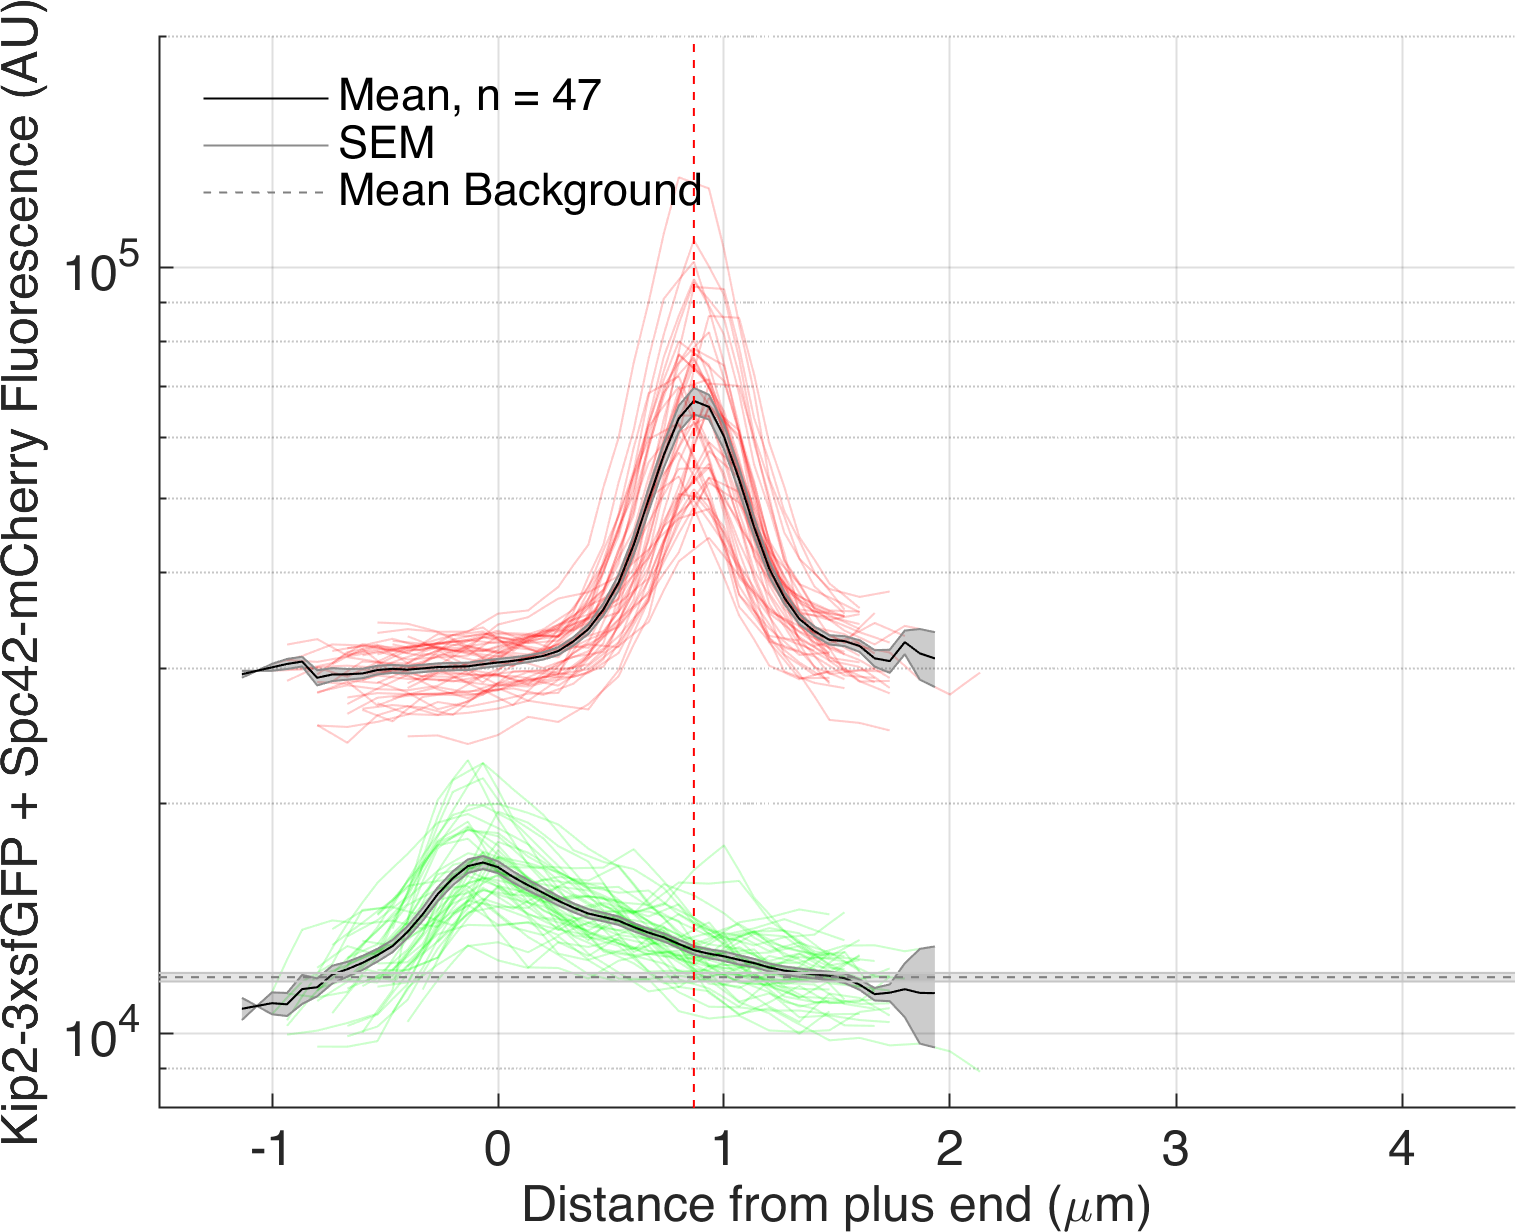 Kip2-3xsfGFP + Spc42-mCherry Fluorescence (AU)
Mean, n = 47
SEM
Mean Background
10^5
10^4
-1 0 1 2 3 4
Distance from plus end (μm)